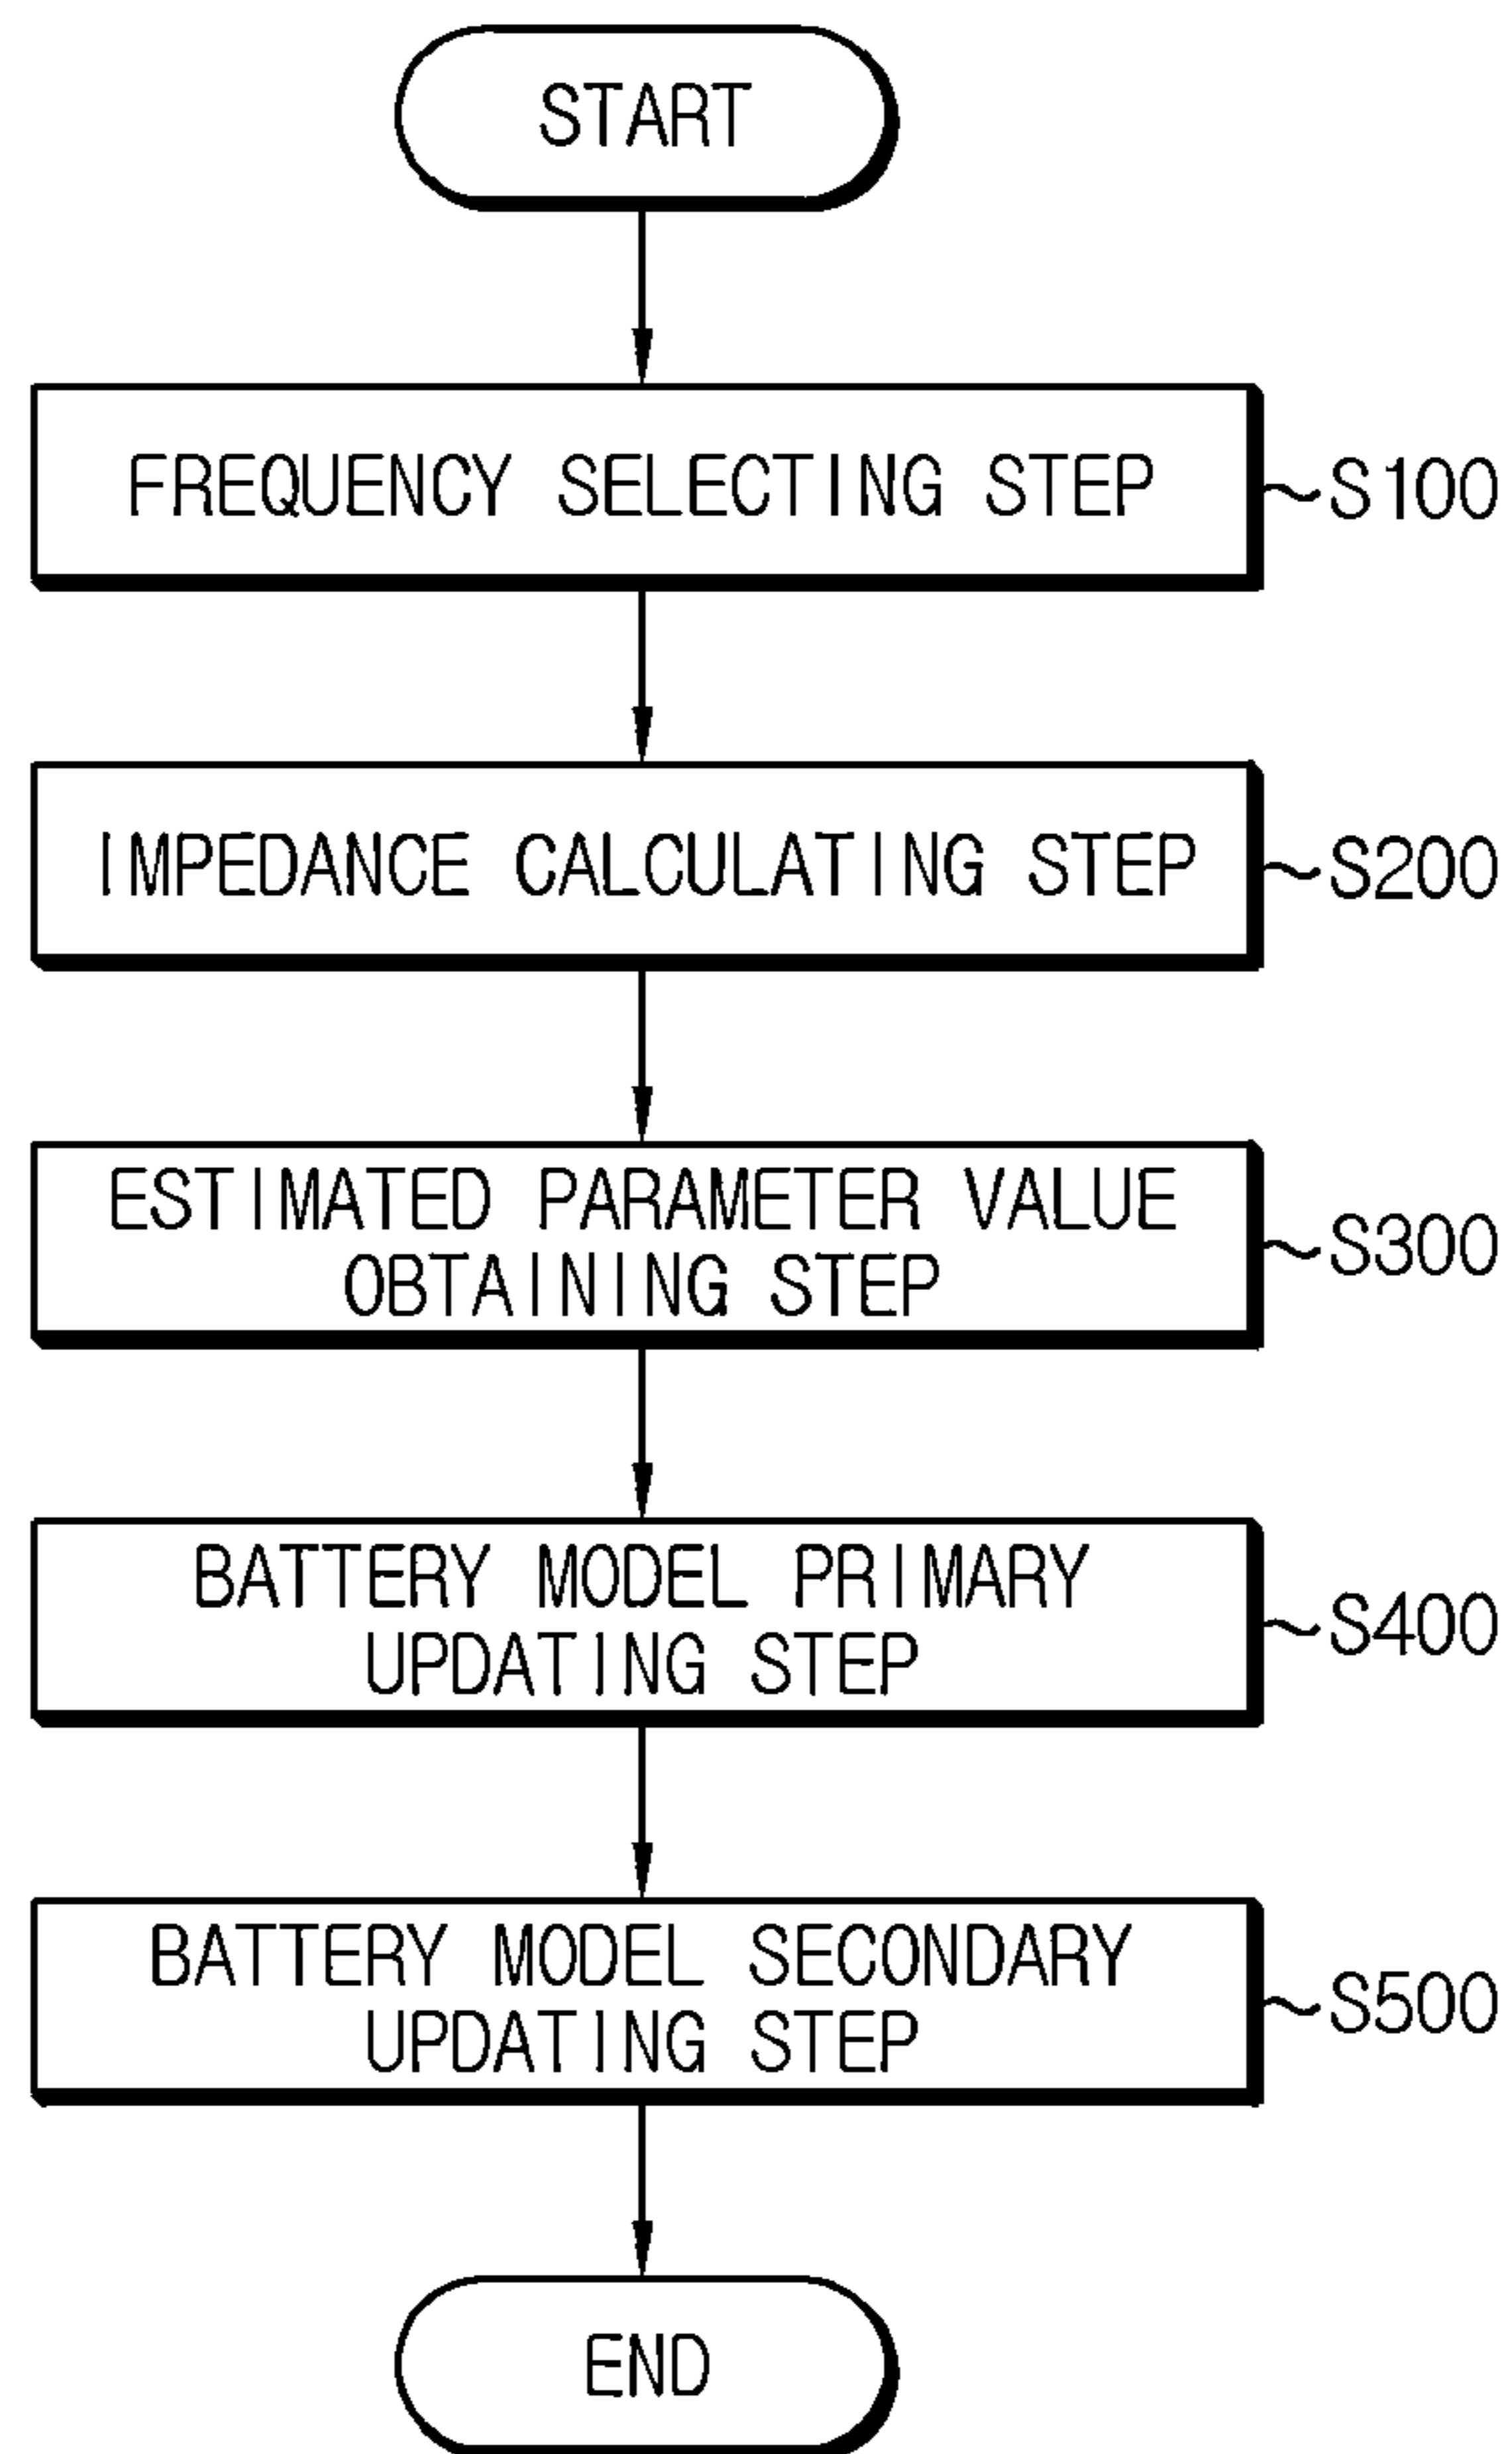 START
FREQUENCY SELECTING STEP
S100
IMPEDANCE CALCULATING STEP
S200
ESTIMATED PARAMETER VALUE
OBTAINING STEP
S300
BATTERY MODEL PRIMARY
UPDATING STEP
S400
BATTERY MODEL SECONDARY
UPDATING STEP
S500
END